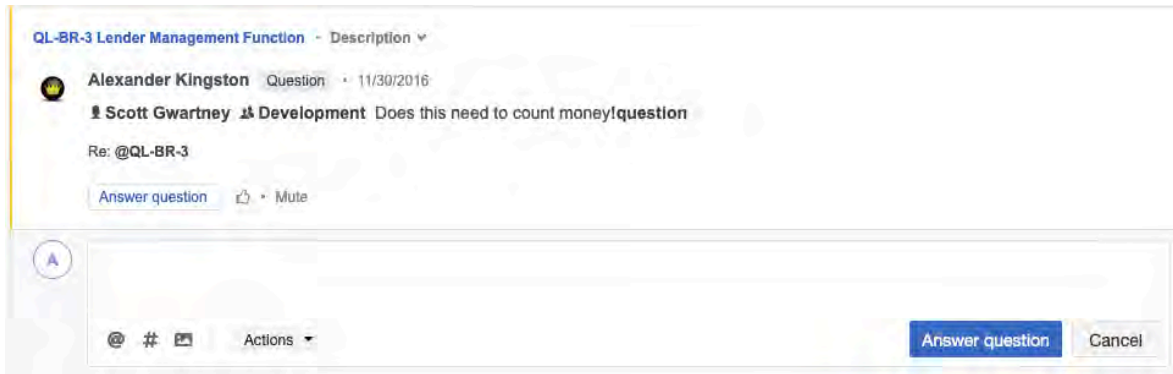 QL-BR-3 Lender Management Function - Description
Alexander Kingston Question · 11/30/2016
Scott Gwartney Development Does this need to count money!question
Re: @QL-BR-3
Answer question · Mute
A
@ # Actions
Answer question Cancel